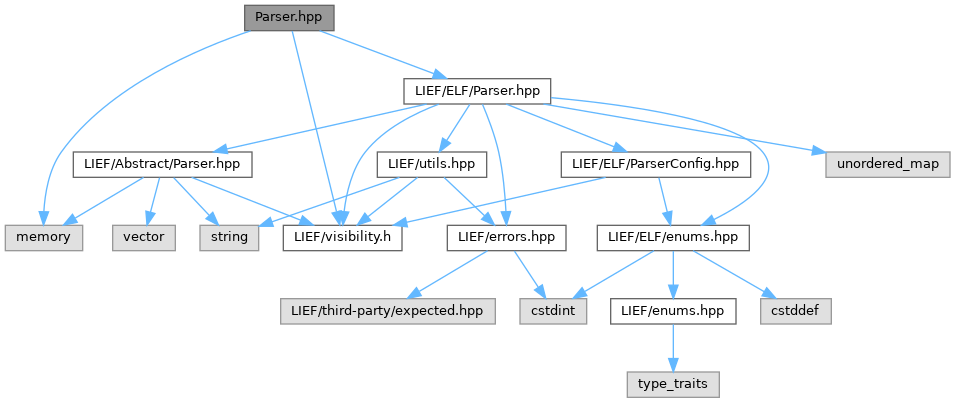 Parser.hpp
LIEF/ELF/Parser.hpp
LIEF/Abstract/Parser.hpp
LIEF/utils.hpp
LIEF/ELF/ParserConfig.hpp
unordered_map
memory
vector
string
LIEF/visibility.h
LIEF/errors.hpp
LIEF/ELF/enums.hpp
LIEF/third-party/expected.hpp
cstdint
LIEF/enums.hpp
cstddef
type_traits